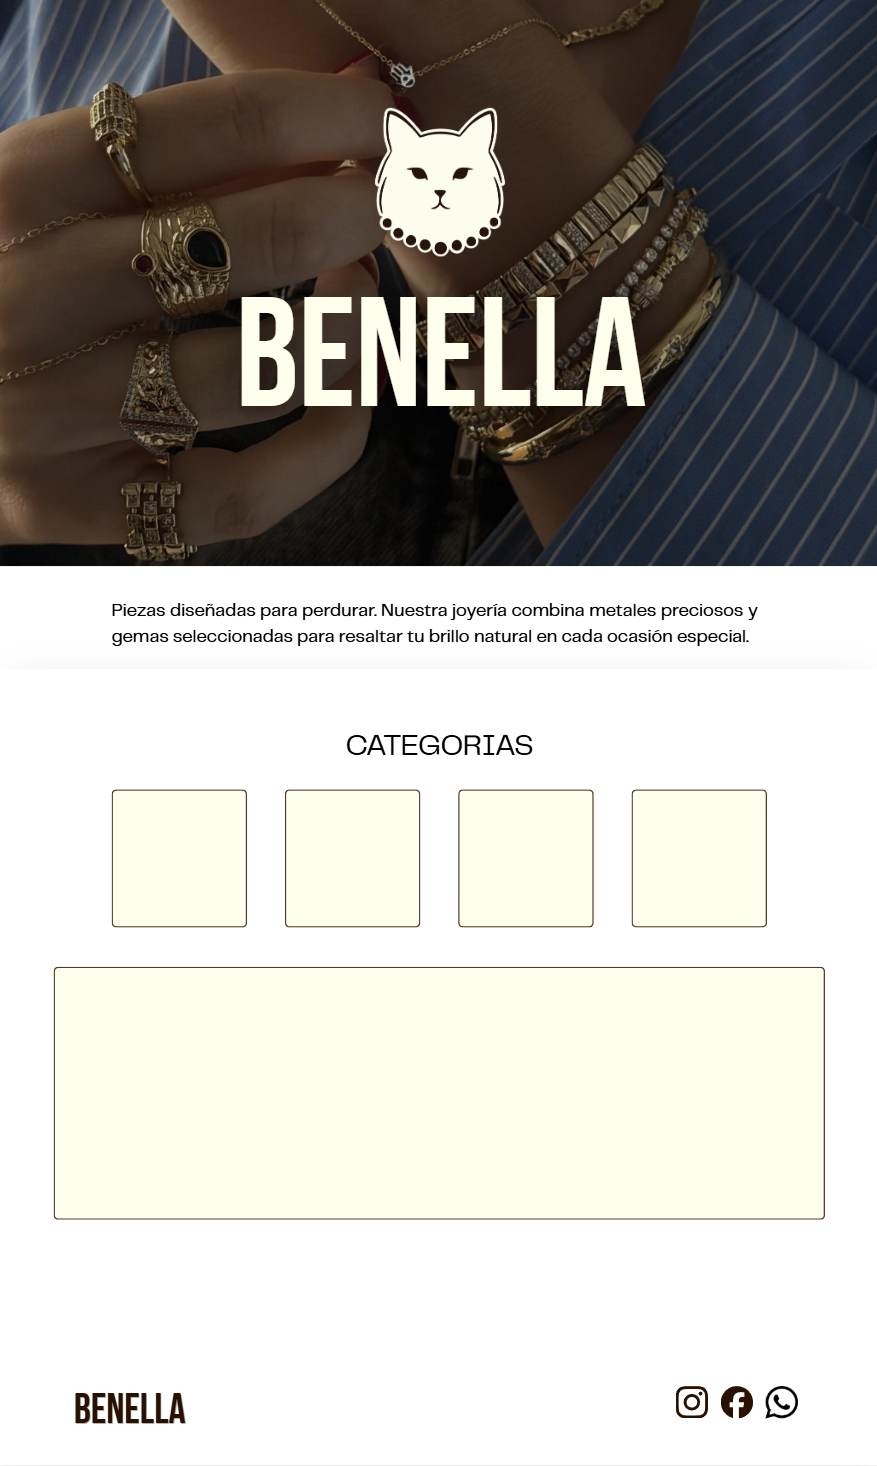 BENELLA
Piezas diseñadas para perdurar. Nuestra joyería combina metales preciosos y
gemas seleccionadas para resaltar tu brillo natural en cada ocasión especial.
CATEGORIAS
BENELLA